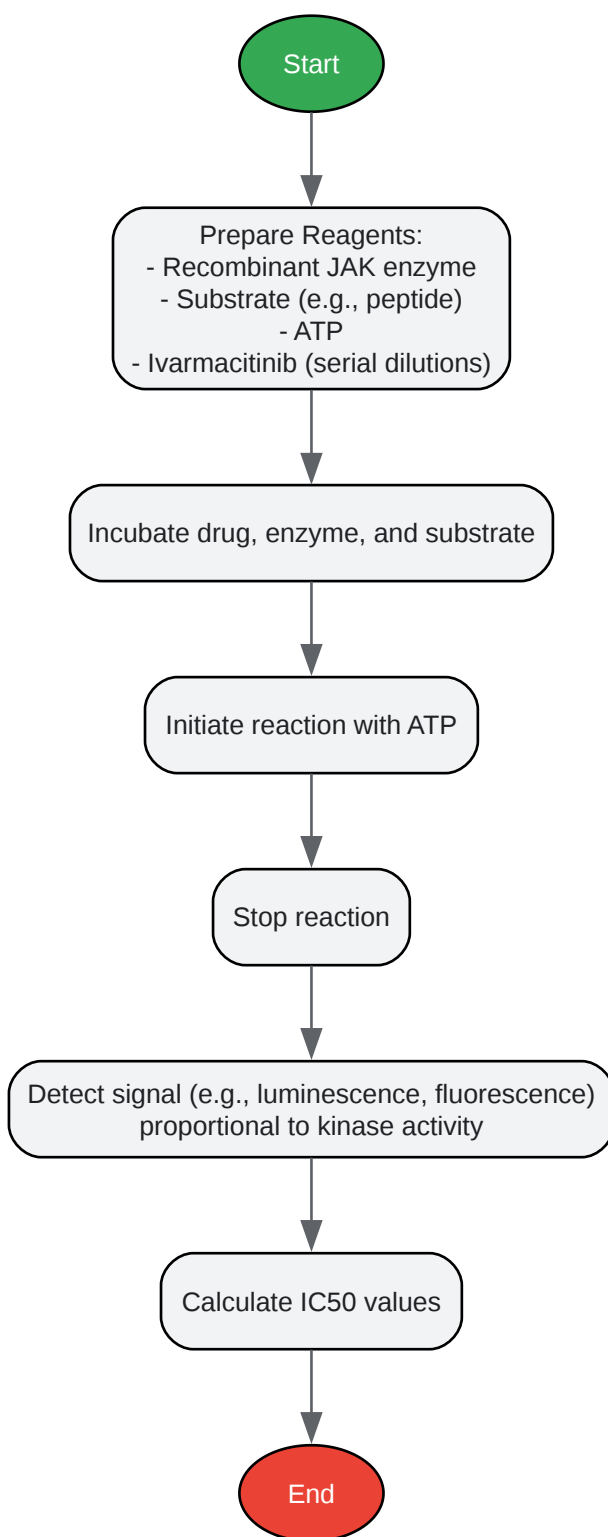 Start
Prepare Reagents:
- Recombinant JAK enzyme
- Substrate (e.g., peptide)
- ATP
- Ivarmacitinib (serial dilutions)
Incubate drug, enzyme, and substrate
Initiate reaction with ATP
Stop reaction
Detect signal (e.g., luminescence, fluorescence)
proportional to kinase activity
Calculate IC50 values
End